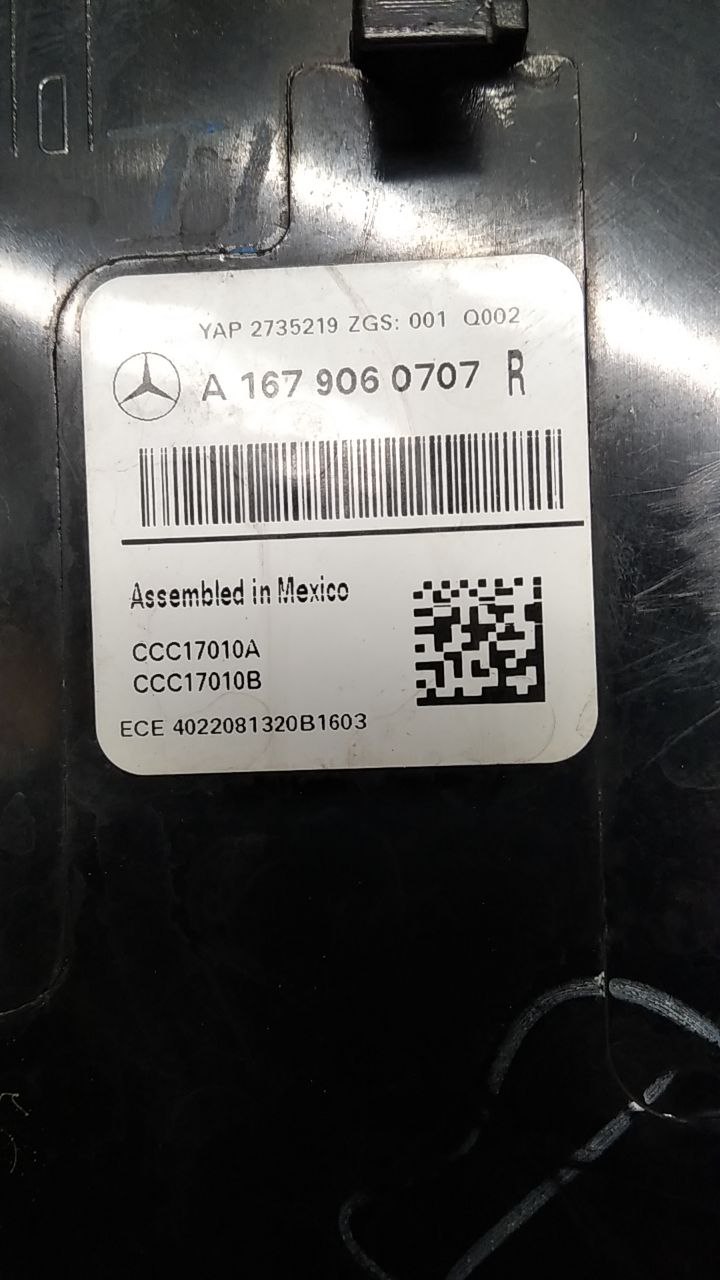 YAP 2735219 ZGS: 001 Q002
A 167 906 0707 R
Assembled in Mexico
CCC17010A
CCC17010B
ECE 4022081320B1603